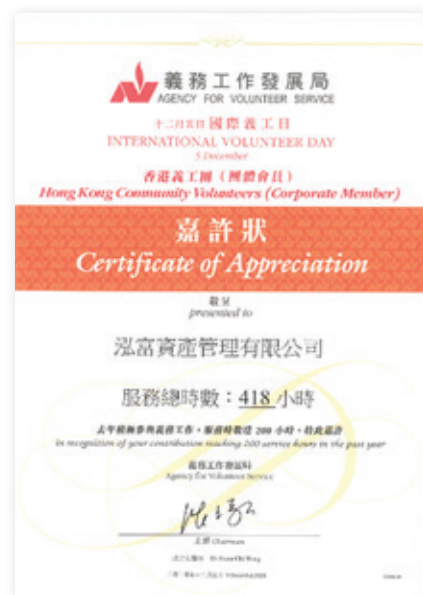 義務工作發展局
AGENCY FOR VOLUNTEER SERVICE
十二月五日國際義工日
INTERNATIONAL VOLUNTEER DAY
5 December
香港義工團（團體會員）
Hong Kong Community Volunteers (Corporate Member)
嘉許狀
Certificate of Appreciation
敬呈
presented to
泓富資產管理有限公司
服務總時數：418 小時
去年積極參與義務工作，服務時數達 200 小時，特此嘉許
in recognition of your contribution reaching 200 service hours in the past year
義務工作發展局
Agency for Volunteer Service
主席 Chairman